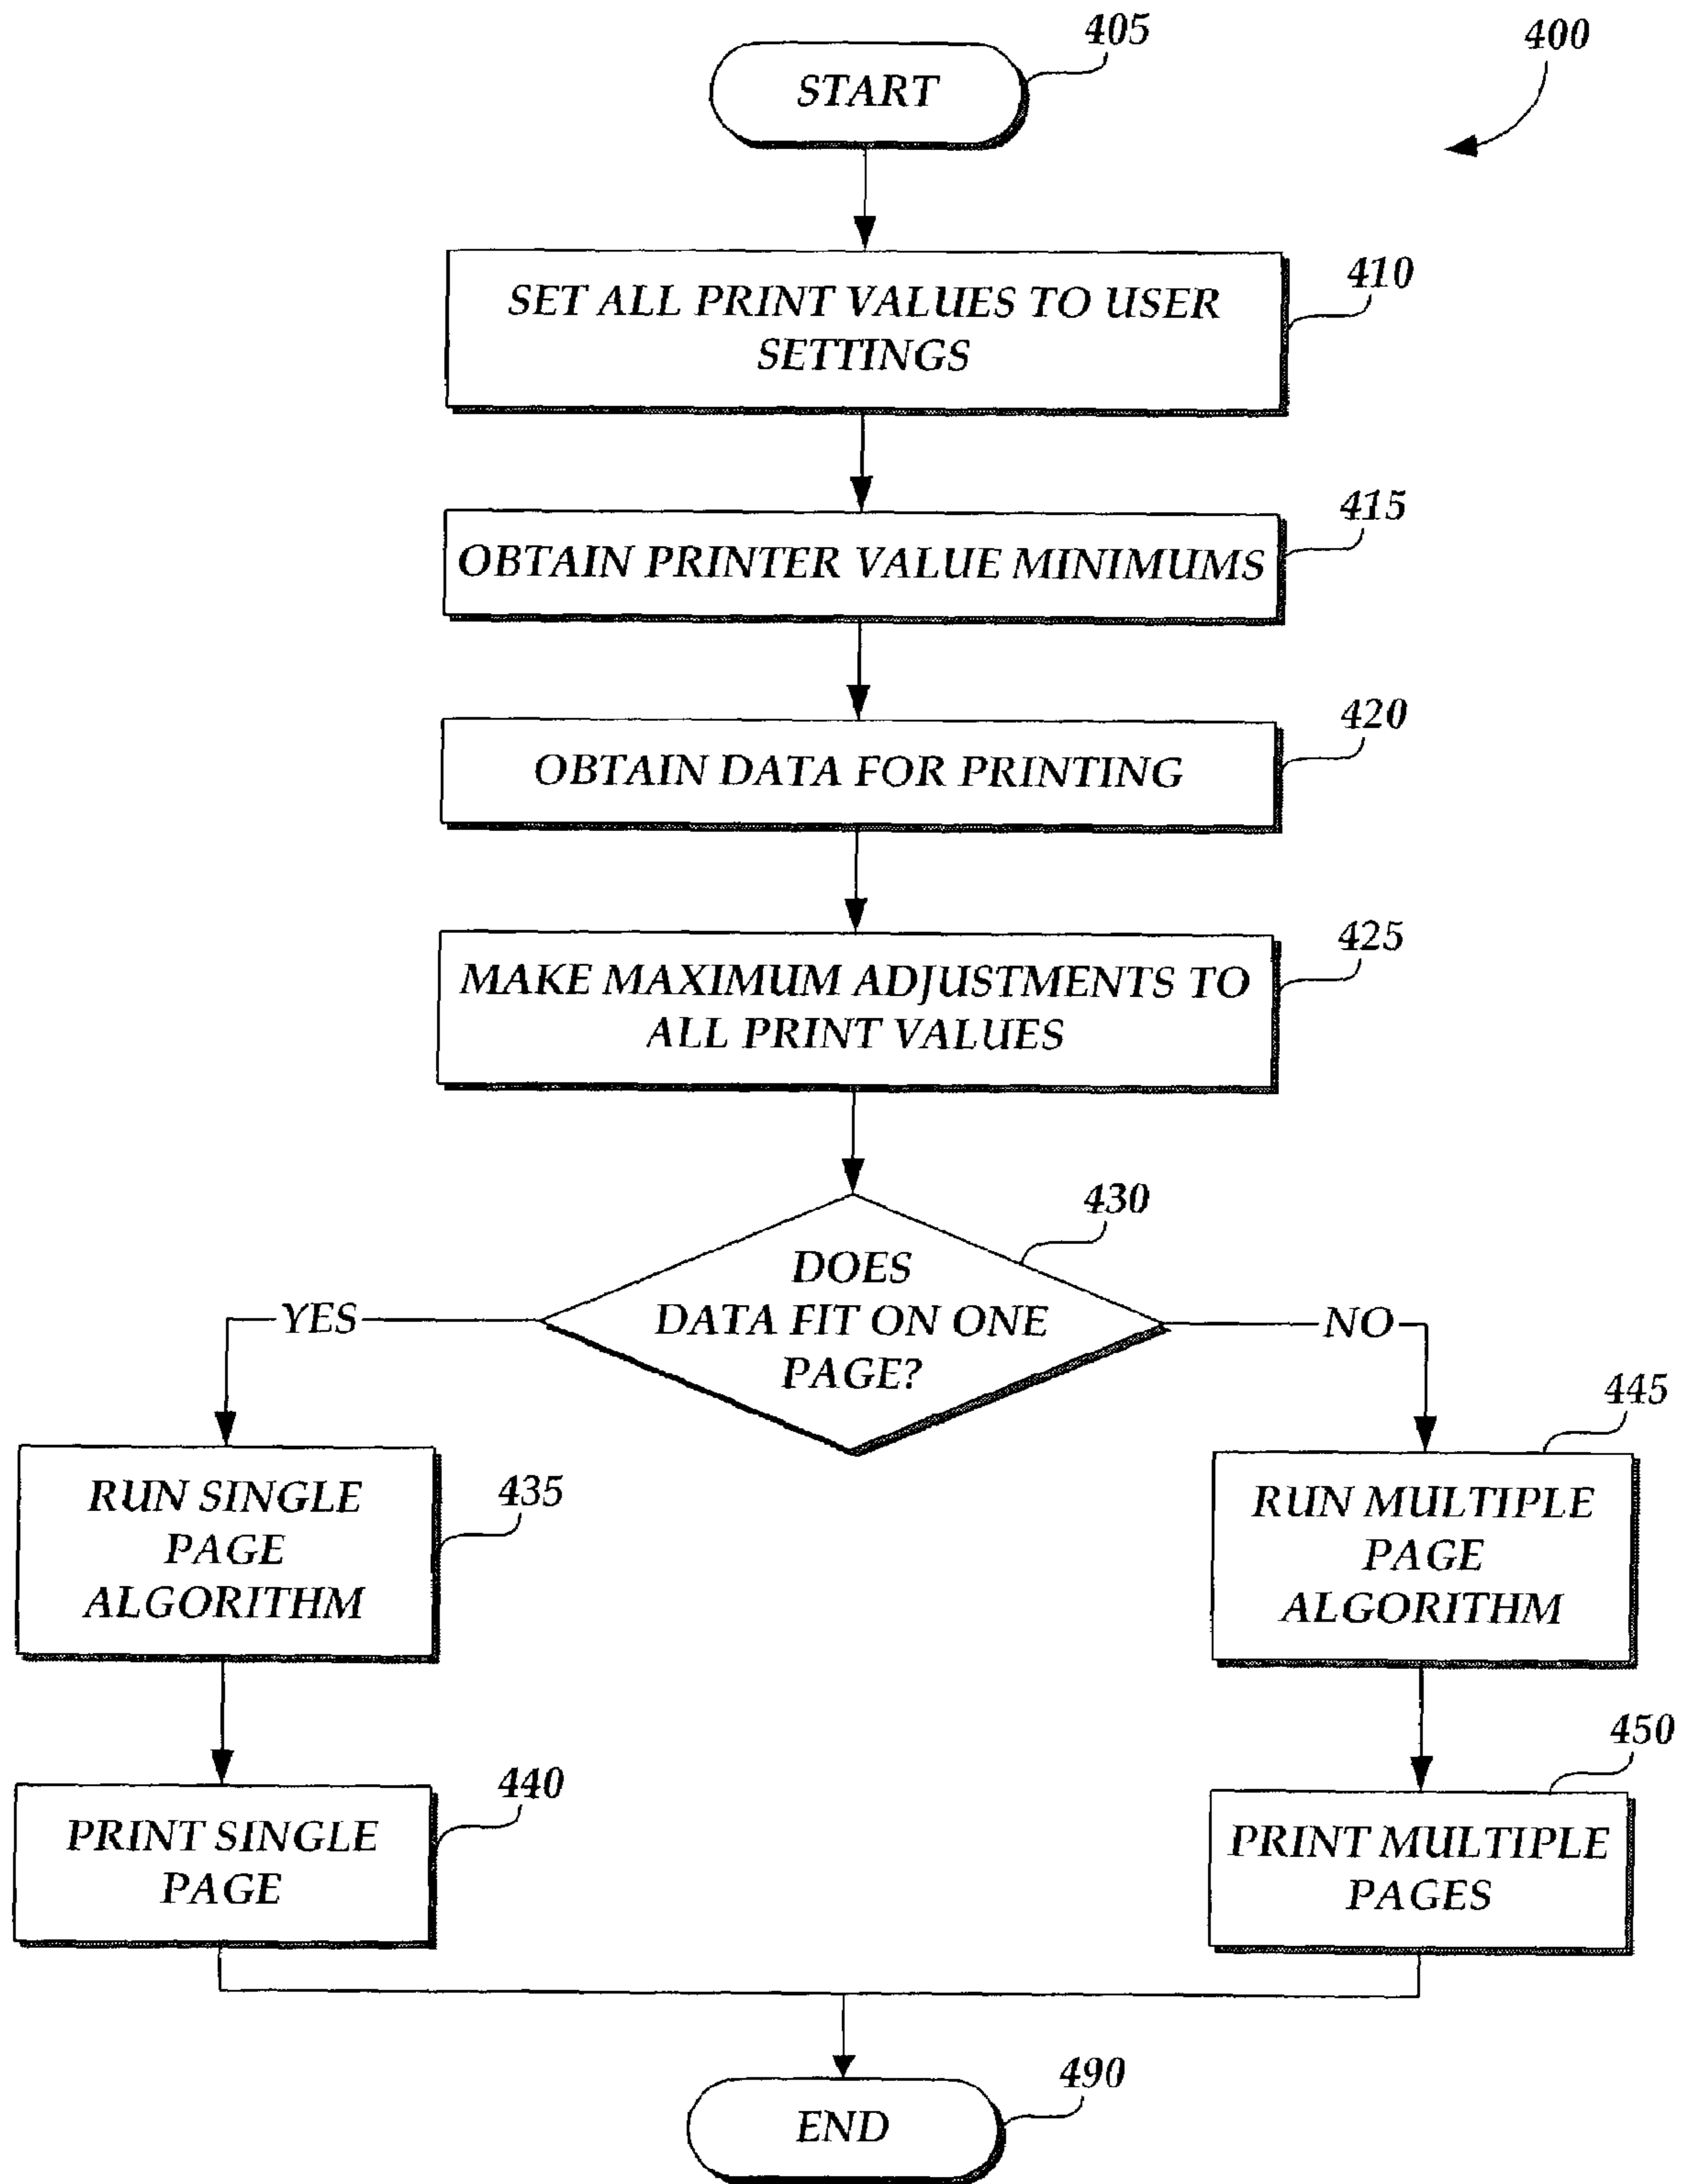 405
400
START
410
SET ALL PRINT VALUES TO USER
SETTINGS
415
OBTAIN PRINTER VALUE MINIMUMS
420
OBTAIN DATA FOR PRINTING
425
MAKE MAXIMUM ADJUSTMENTS TO
ALL PRINT VALUES
430
DOES
DATA FIT ON ONE
PAGE?
YES
NO
435
RUN SINGLE
PAGE
ALGORITHM
445
RUN MULTIPLE
PAGE
ALGORITHM
440
PRINT SINGLE
PAGE
450
PRINT MULTIPLE
PAGES
490
END